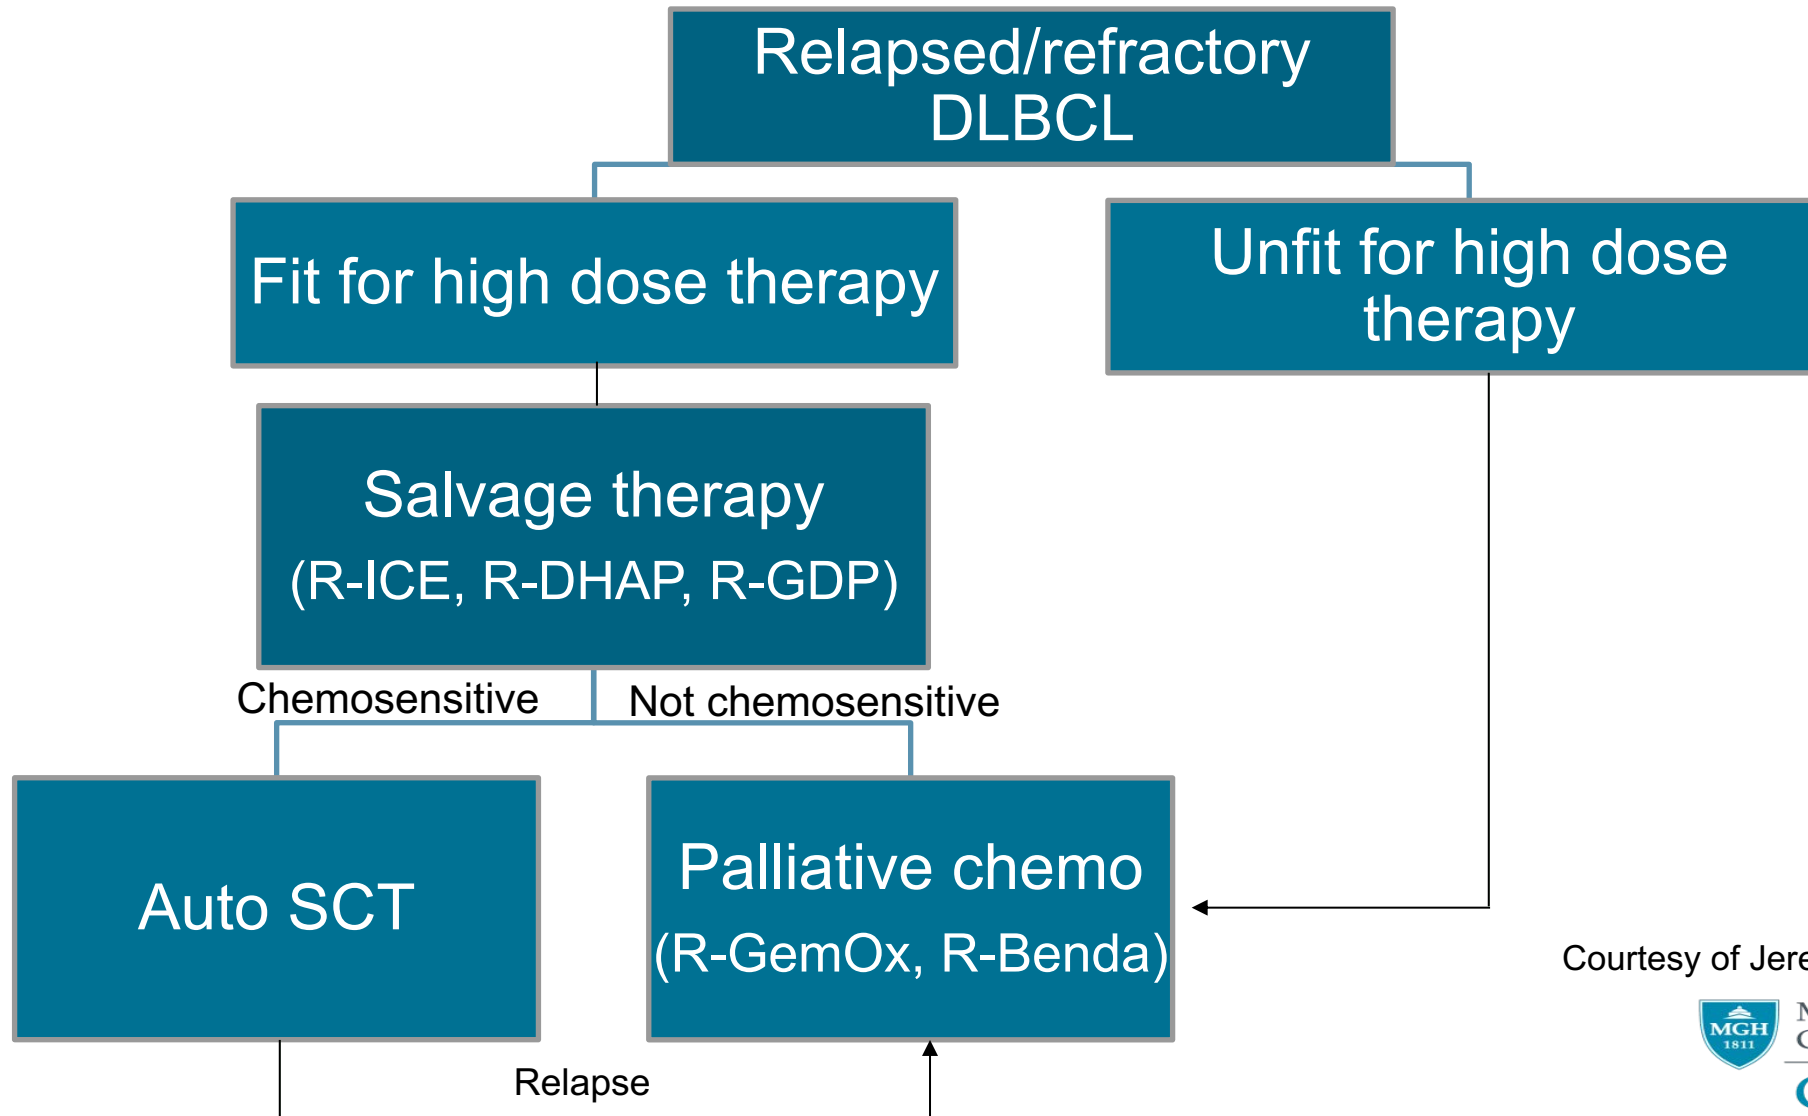 Relapsed/refractory
DLBCL
Fit for high dose therapy
Unfit for high dose
therapy
Salvage therapy
(R-ICE, R-DHAP, R-GDP)
Chemosensitive
Not chemosensitive
Auto SCT
Palliative chemo
(R-GemOx, R-Benda)
Courtesy of
MGH
1811
Relapse